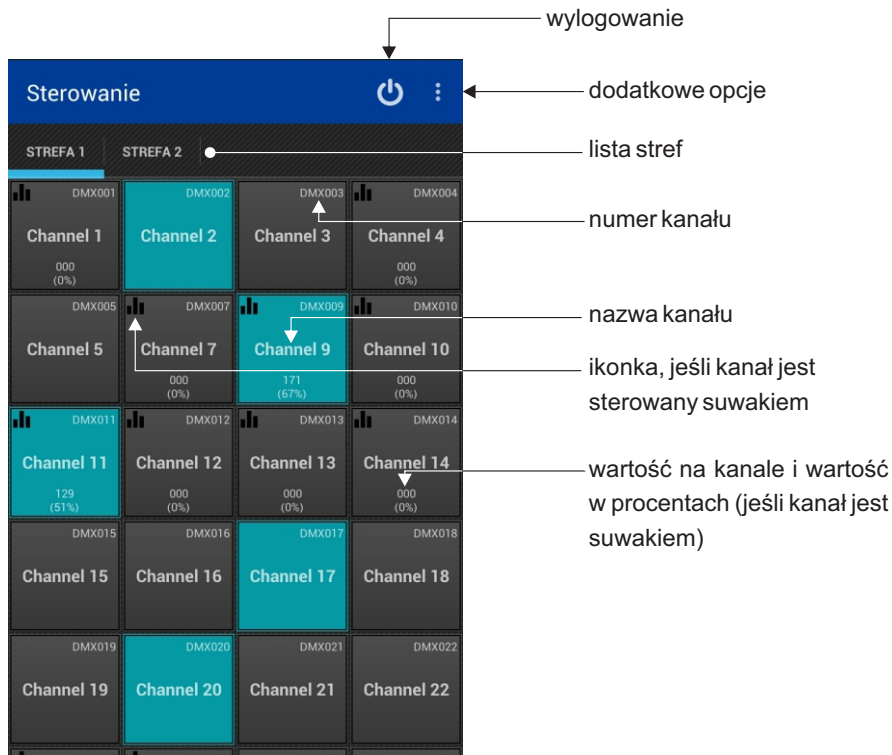 wylogowanie
Sterowanie
dodatkowe opcje
STREFA 1 STREFA 2
lista stref
DMX001 DMX002 DMX003 DMX004
numer kanału
Channel 1 Channel 2 Channel 3 Channel 4
000 000
(0%) (0%)
DMX005 DMX007 DMX009 DMX010
nazwa kanału
Channel 5 Channel 7 Channel 9 Channel 10
000 171 000
(0%) (67%) (0%)
ikonka, jeśli kanał jest
sterowany suwakiem
DMX011 DMX012 DMX013 DMX014
Channel 11 Channel 12 Channel 13 Channel 14
129 000 000 000
(51%) (0%) (0%) (0%)
wartość na kanale i wartość
w procentach (jeśli kanał jest
suwakiem)
DMX015 DMX016 DMX017 DMX018
Channel 15 Channel 16 Channel 17 Channel 18
DMX019 DMX020 DMX021 DMX022
Channel 19 Channel 20 Channel 21 Channel 22